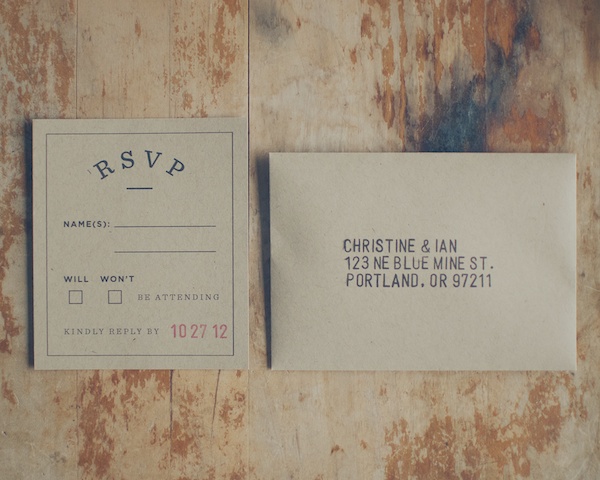 RSVP
NAME(S):
WILL WON'T
BE ATTENDING
KINDLY REPLY BY 10 27 12
CHRISTINE & IAN
123 NE BLUE MINE ST.
PORTLAND, OR 97211